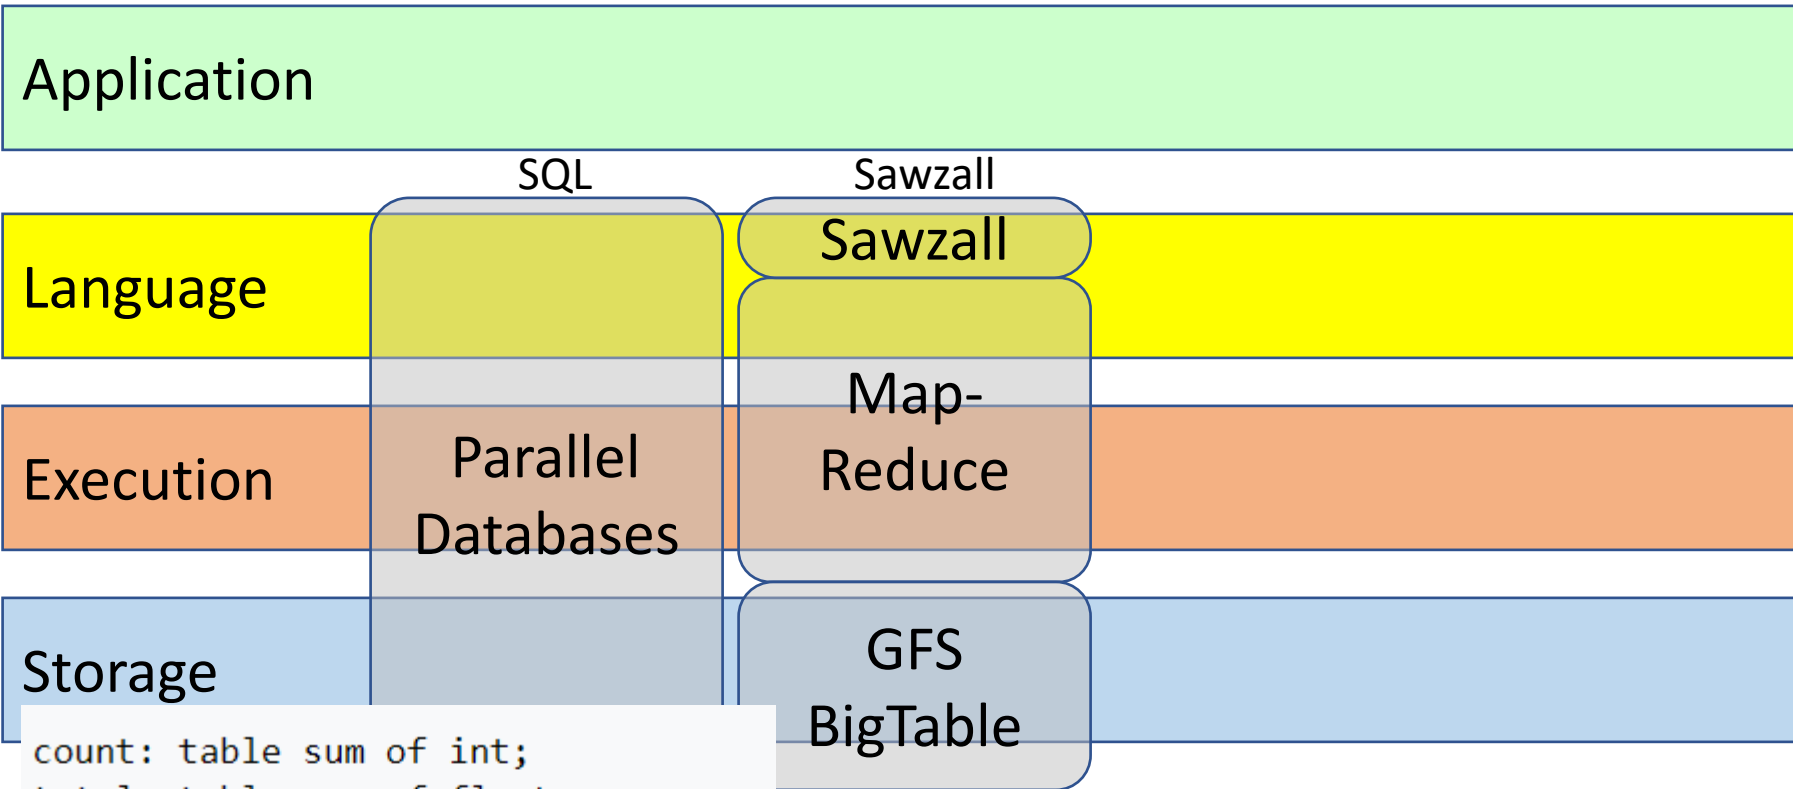 Application
SQL
Sawzall
Sawzall
Language
Map-
Reduce
Parallel
Databases
Execution
GFS
BigTable
Storage
count: table sum of int;